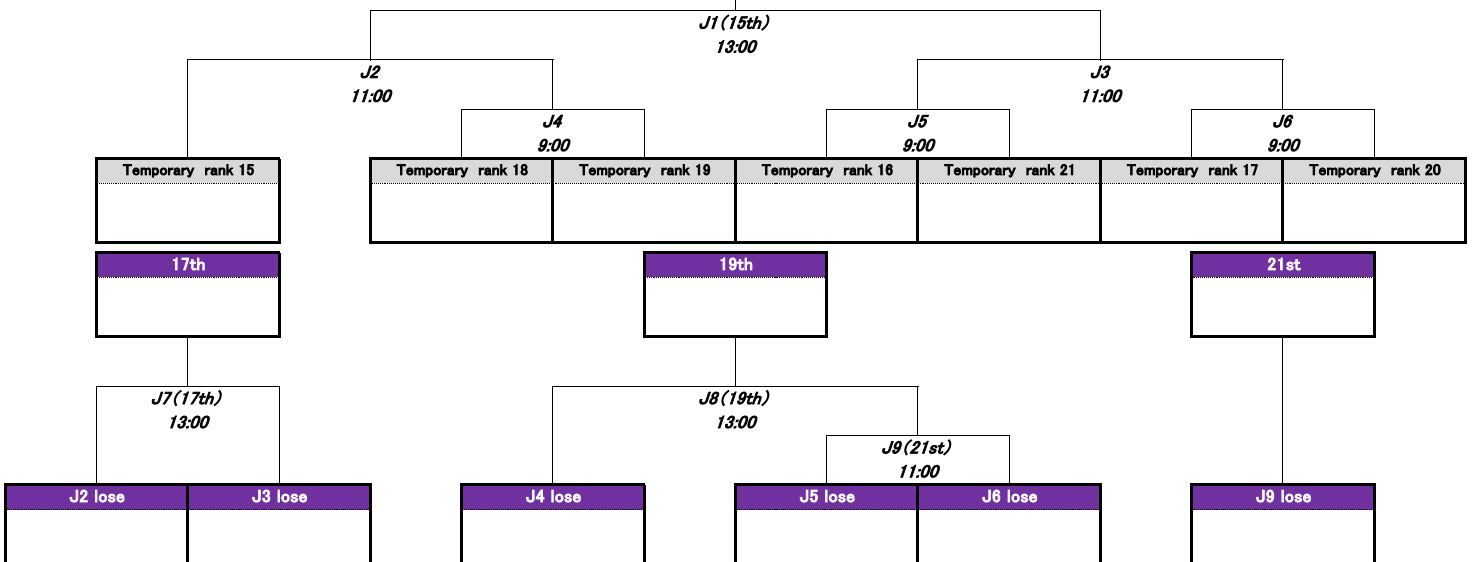 J1(15th)
13:00
J2
11:00
J3
11:00
J4
9:00
J5
9:00
J6
9:00
Temporary rank 15
Temporary rank 18
Temporary rank 19
Temporary rank 16
Temporary rank 21
Temporary rank 17
Temporary rank 20
17th
19th
21st
J7(17th)
13:00
J8(19th)
13:00
J9(21st)
11:00
J2 lose
J3 lose
J4 lose
J5 lose
J6 lose
J9 lose